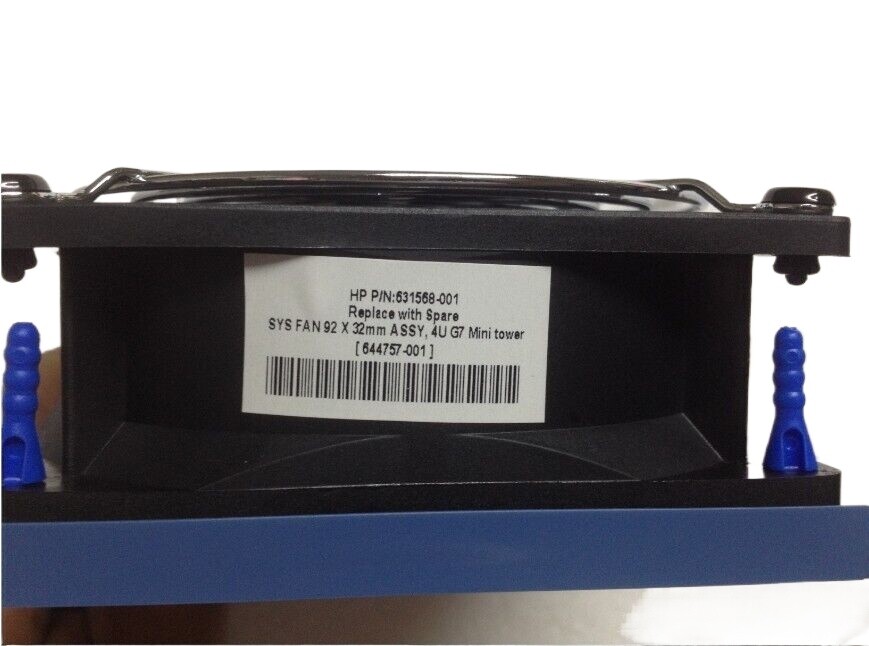 HP P/N:631568-001
Replace with Spare
SYS FAN 92 X 32mm ASSY, 4U G7 Mini tower
[ 644757-001 ]